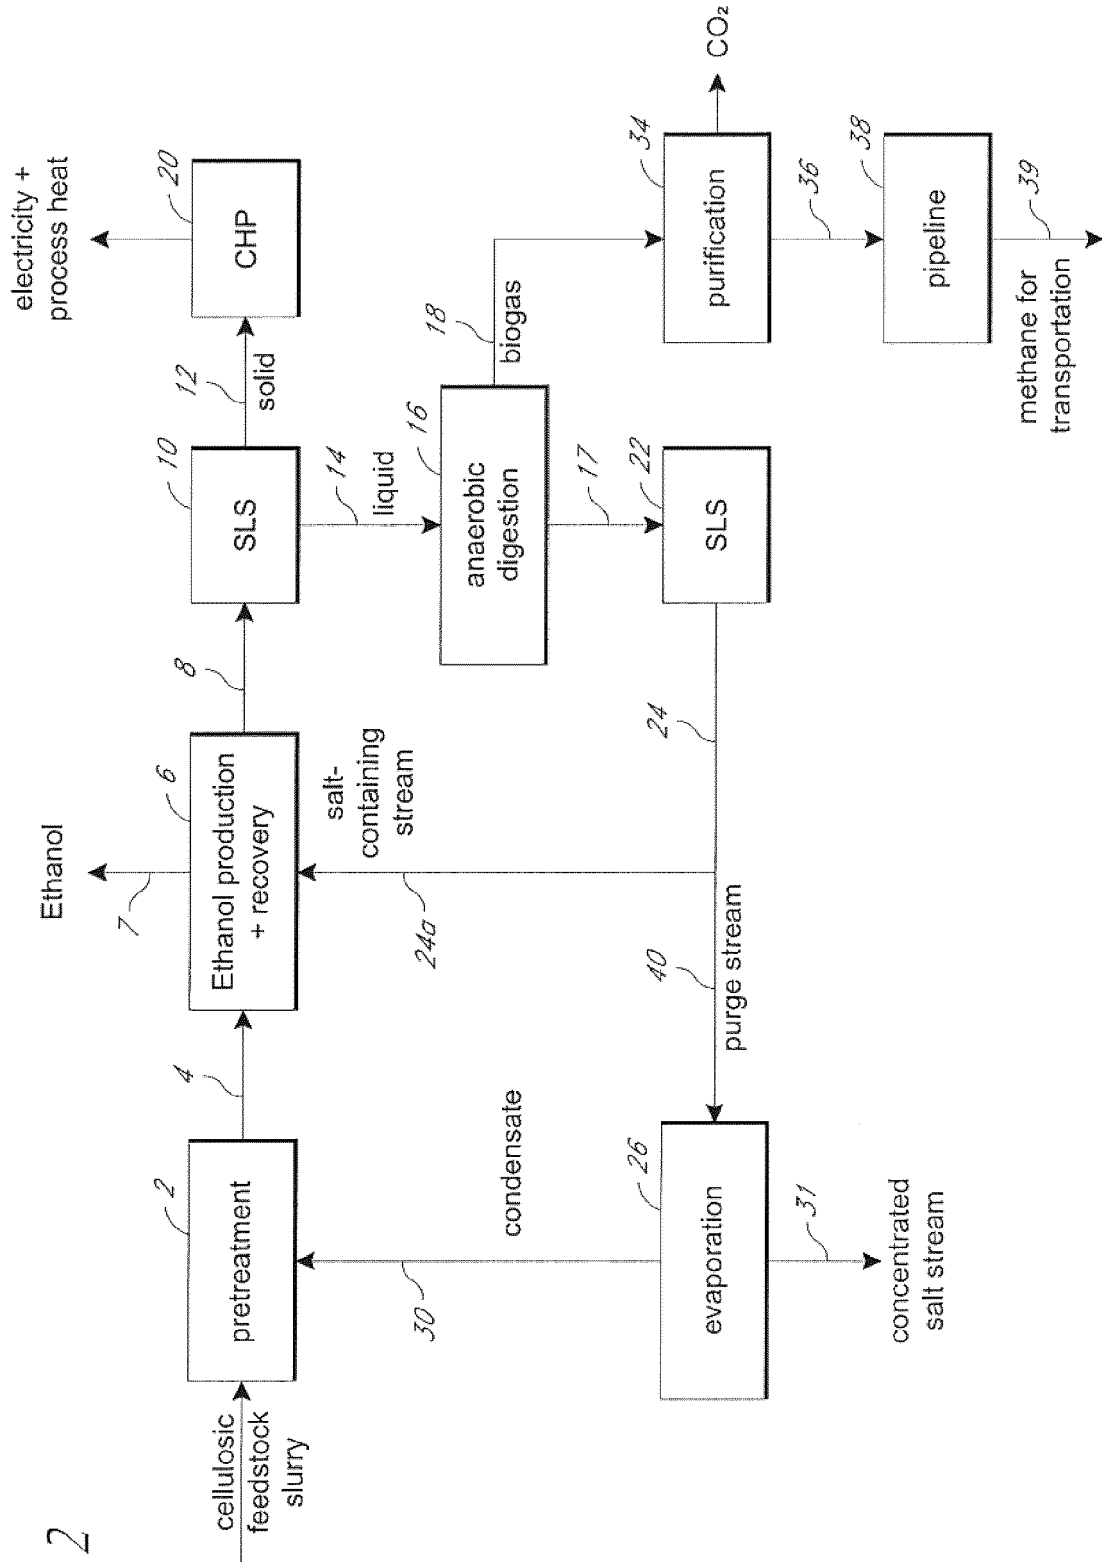 2
cellulosic
feedstock
slurry
pretreatment
2
4
Ethanol
7
Ethanol production
+ recovery
6
8
SLS
10
12
solid
CHP
20
electricity +
process heat
14
liquid
anaerobic
digestion
16
18
biogas
17
SLS
22
24
salt-
containing
stream
24a
40
purge stream
evaporation
26
condensate
30
31
concentrated
salt stream
purification
34
CO₂
36
pipeline
38
39
methane for
transportation